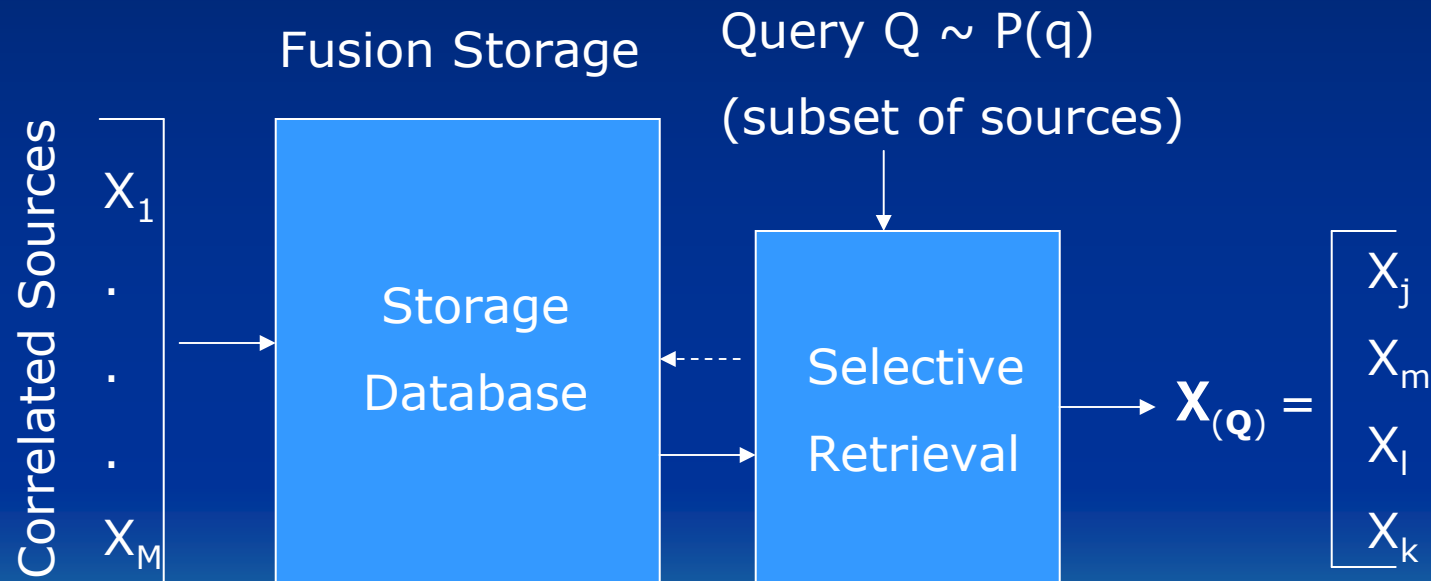 Fusion Storage
Query Q ~ P(q)
(subset of sources)
Correlated Sources
X1
.
.
.
XM
Storage
Database
Selective
Retrieval
X(Q) =
Xj
Xm
Xl
Xk